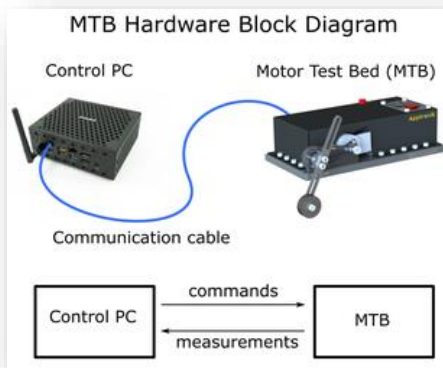 MTB Hardware Block Diagram
Control PC
Motor Test Bed (MTB)
Communication cable
commands
Control PC
MTB
measurements